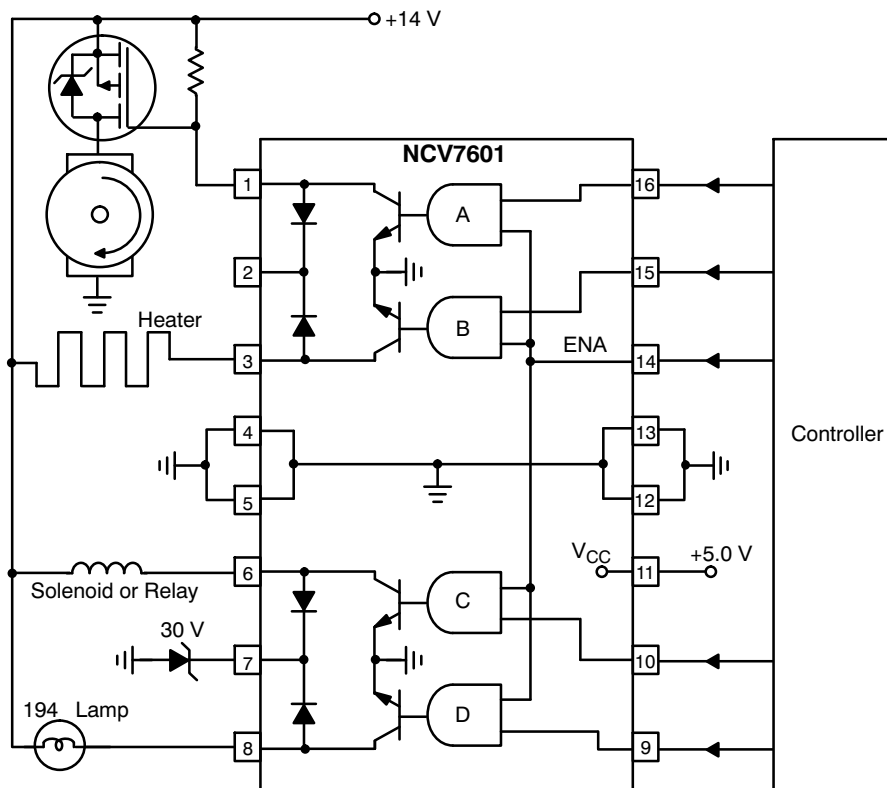 +14 V
NCV7601
1
A
16
2
15
B
Heater
ENA
3
14
4
13
Controller
5
12
VCC
+5.0 V
6
11
C
Solenoid or Relay
30 V
7
10
D
194 Lamp
8
9